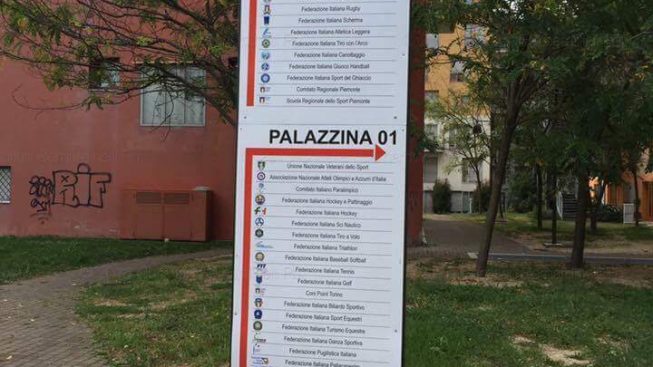 Federazione Italiana Rugby
Federazione Italiana Scherma
Federazione Italiana Atletica Leggera
Federazione Italiana Tiro con l'Arco
Federazione Italiana Canottaggio
Federazione Italiana Giuoco Handball
Federazione Italiana Sport del Ghiaccio
Comitato Regionale Piemonte
Scuola Regionale dello Sport Piemonte
PALAZZINA 01
Unione Nazionale Veterani dello Sport
Associazione Nazionale Atleti Olimpici e Azzurri d'Italia
Comitato Italiano Paralimpico
Federazione Italiana Hockey e Pattinaggio
Federazione Italiana Hockey
Federazione Italiana Sci Nautico
Federazione Italiana Tiro a Volo
Federazione Italiana Triathlon
Federazione Italiana Baseball Softball
Federazione Italiana Tennis
Federazione Italiana Golf
Coni Point Torino
Federazione Italiana Biliardo Sportivo
Federazione Italiana Sport Equestri
Federazione Italiana Turismo Equestre
Federazione Italiana Canoa Kayak
Federazione Pugilistica Italiana
Federazione Italiana Pallacanestro